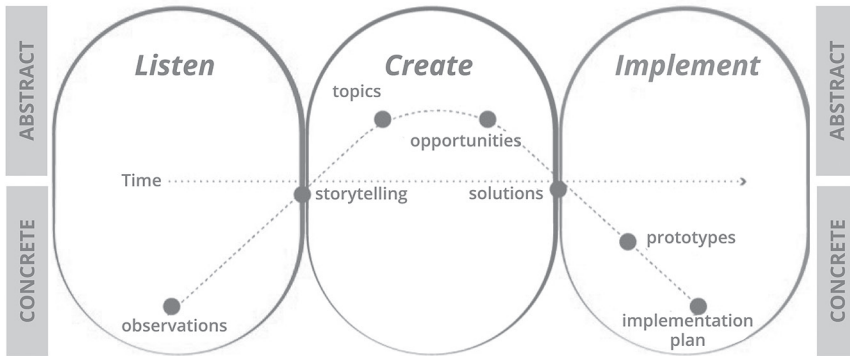 ABSTRACT
CONCRETE
Listen
Create
Implement
topics
opportunities
Time
storytelling
solutions
prototypes
observations
implementation
plan
ABSTRACT
CONCRETE